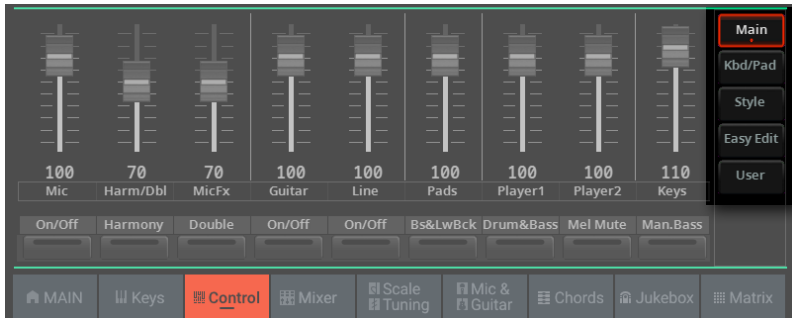 100 70 70 100 100 100 100 100 110
Mic Harm/Dbl MicFx Guitar Line Pads Player1 Player2 Keys
On/Off Harmony Double On/Off On/Off Bs&LwBck Drum&Bass Mel Mute Man.Bass
Main
Kbd/Pad
Style
Easy Edit
User
MAIN Keys Control Mixer Scale Tuning Mic & Guitar Chords Jukebox Matrix